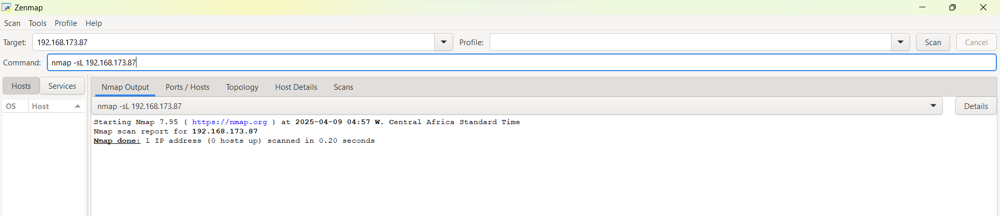 Zenmap
Scan Tools Profile Help
Target: 192.168.173.87 Profile: Scan Cancel
Command: nmap -sL 192.168.173.87
Hosts Services
OS Host
Nmap Output Ports / Hosts Topology Host Details Scans
nmap -sL 192.168.173.87 Details
Starting Nmap 7.95 ( https://nmap.org ) at 2025-04-09 04:57 W. Central Africa Standard Time
Nmap scan report for 192.168.173.87
Nmap done: 1 IP address (0 hosts up) scanned in 0.20 seconds